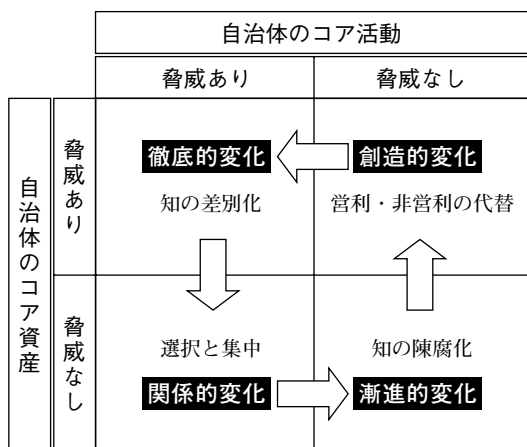 自治体のコア活動
脅威あり
脅威なし
自治体のコア資産
脅威あり
徹底的変化
創造的変化
知の差別化
営利・非営利の代替
脅威なし
選択と集中
知の陳腐化
関係的変化
漸進的変化